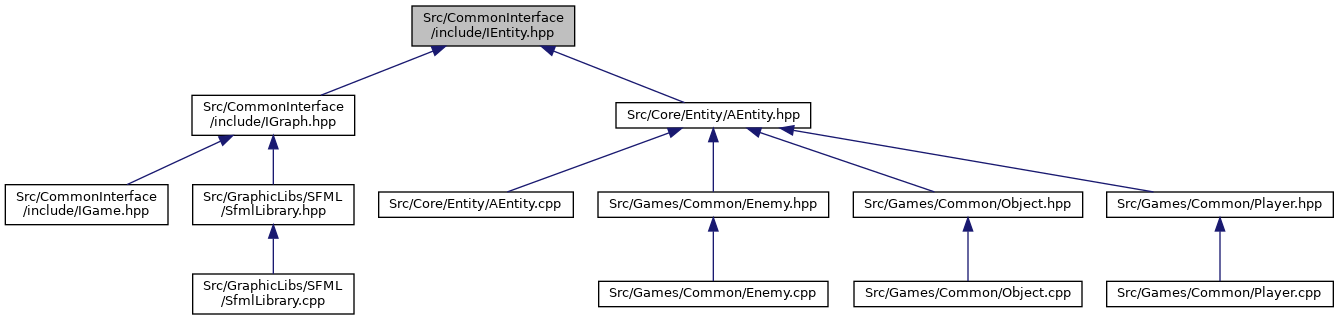 Src/CommonInterface
/include/IEntity.hpp
Src/CommonInterface
/include/IGraph.hpp
Src/Core/Entity/AEntity.hpp
Src/CommonInterface
/include/IGame.hpp
Src/GraphicLibs/SFML
/SfmlLibrary.hpp
Src/Core/Entity/AEntity.cpp
Src/Games/Common/Enemy.hpp
Src/Games/Common/Object.hpp
Src/Games/Common/Player.hpp
Src/GraphicLibs/SFML
/SfmlLibrary.cpp
Src/Games/Common/Enemy.cpp
Src/Games/Common/Object.cpp
Src/Games/Common/Player.cpp